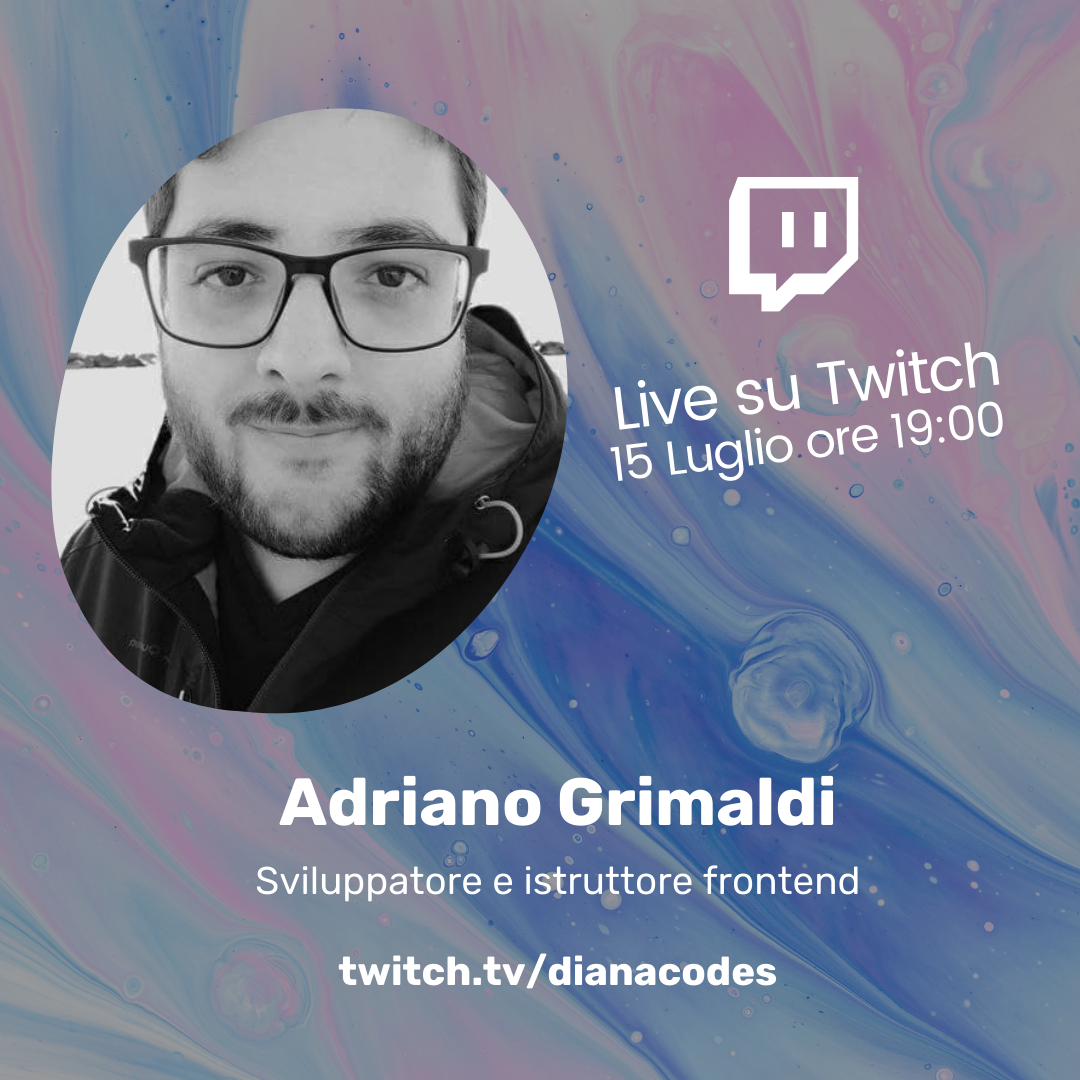 Live su Twitch
15 Luglio ore 19:00
Adriano Grimaldi
Sviluppatore e istruttore frontend
twitch.tv/dianacodes